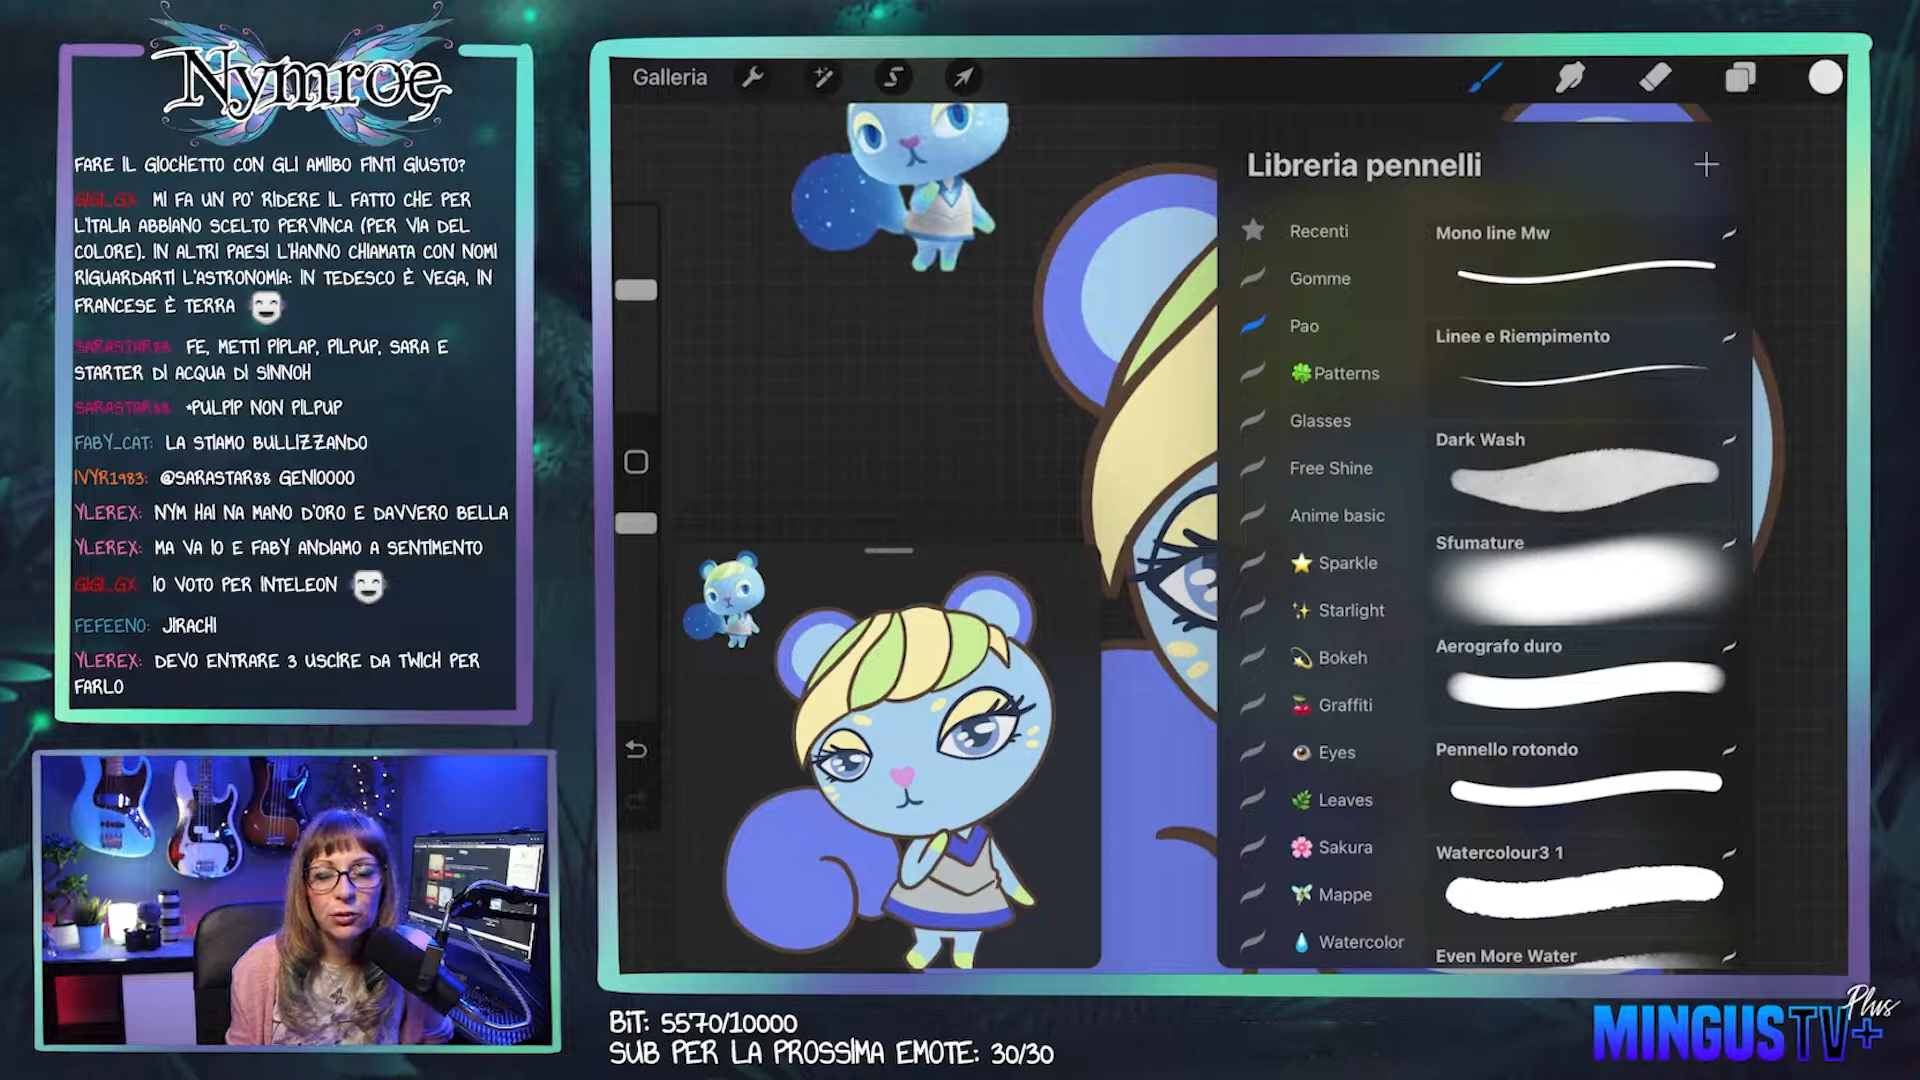 Nymroe
FARE IL GIOCHETTO CON GLI AMIIBO FINTI GIUSTO?
GIGI_GX MI FA UN PO' RIDERE IL FATTO CHE PER
L'ITALIA ABBIANO SCELTO PERVINCA (PER VIA DEL
COLORE). IN ALTRI PAESI L'HANNO CHIAMATA CON NOMI
RIGUARDARTI L'ASTRONOMIA: IN TEDESCO È VEGA, IN
FRANCESE È TERRA
SARASTAR88 FE, METTI PIPLAP, PILPUP, SARA E
STARTER DI ACQUA DI SINNOH
SARASTAR88 *PULPIP NON PILPUP
FABY_CAT: LA STIAMO BULLIZZANDO
IVYR1983: @SARASTAR88 GENIOOOO
YLEREX: NYM HAI NA MANO D'ORO E DAVVERO BELLA
YLEREX: MA VA IO E FABY ANDIAMO A SENTIMENTO
GIGI_GX IO VOTO PER INTELEON
FEFEENO: JIRACHI
YLEREX: DEVO ENTRARE 3 USCIRE DA TWICH PER
FARLO
Galleria
Libreria pennelli
Recenti
Gomme
Pao
Patterns
Glasses
Free Shine
Anime basic
Sparkle
Starlight
Bokeh
Graffiti
Eyes
Leaves
Sakura
Mappe
Watercolor
Mono line Mw
Linee e Riempimento
Dark Wash
Sfumature
Aerografo duro
Pennello rotondo
Watercolour3 1
Even More Water
BIT: 5570/10000
SUB PER LA PROSSIMA EMOTE: 30/30
MINGUSTV+ Plus